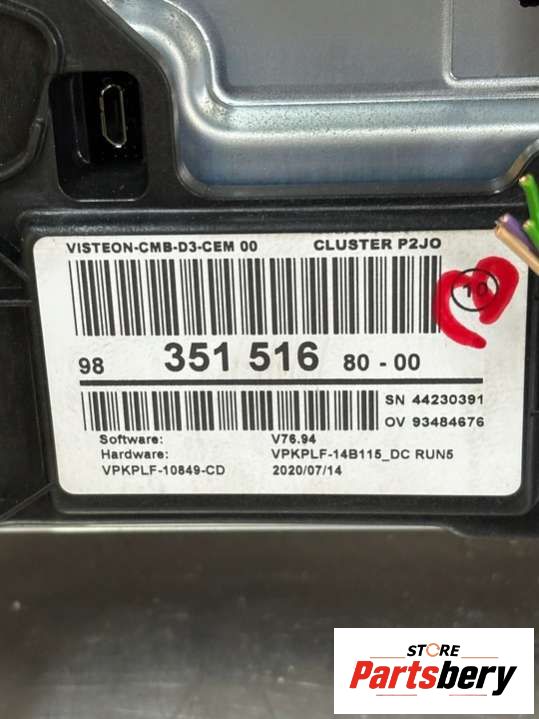 VISTEON-CMB-D3-CEM 00 CLUSTER P2JO
10
98 351 516 80 - 00
SN 44230391
OV 93484676
Software: V76.94
Hardware: VPKPLF-14B115_DC RUN5
VPKPLF-10849-CD 2020/07/14
STORE
Partsbery